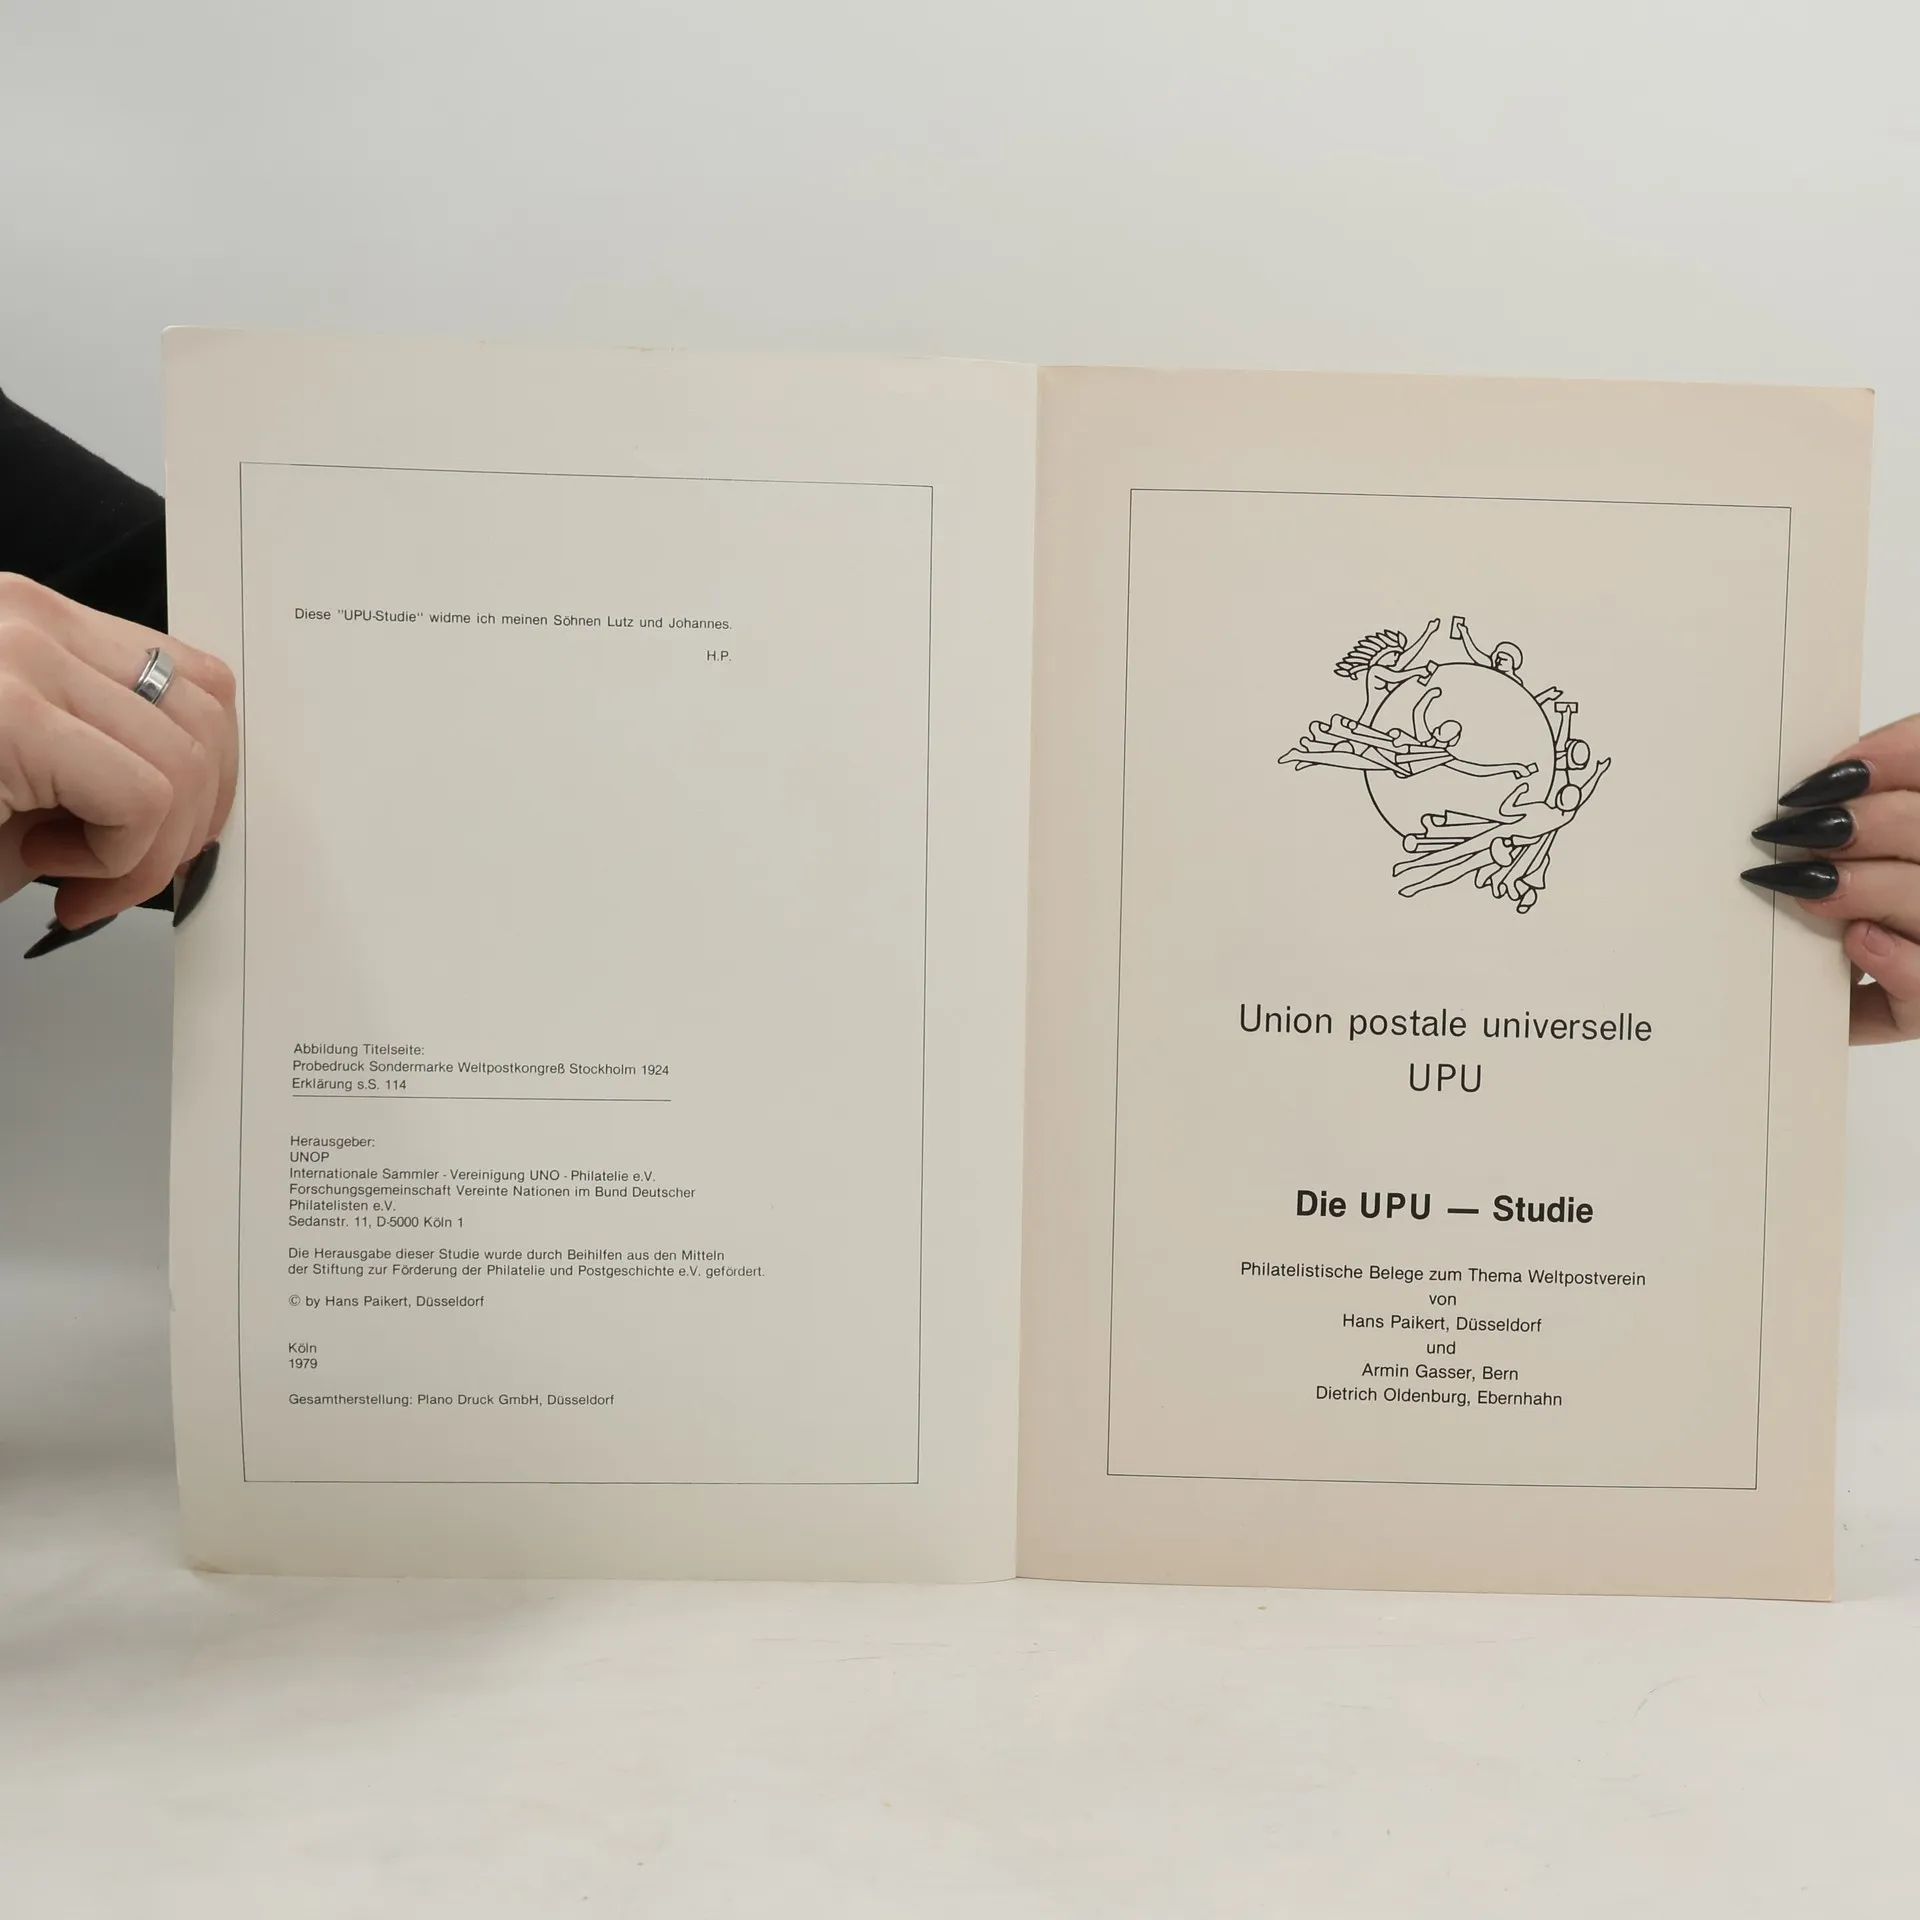 Diese "UPU-Studie" widme ich meinen Söhnen Lutz und Johannes.
H.P.
Abbildung Titelseite:
Probedruck Sondermarke Weltpostkongreß Stockholm 1924
Erklärung s.S. 114
Herausgeber:
UNOP
Internationale Sammler - Vereinigung UNO - Philatelie e.V.
Forschungsgemeinschaft Vereinte Nationen im Bund Deutscher
Philatelisten e.V.
Sedanstr. 11, D-5000 Köln 1
Die Herausgabe dieser Studie wurde durch Beihilfen aus den Mitteln
der Stiftung zur Förderung der Philatelie und Postgeschichte e.V. gefördert.
© by Hans Paikert, Düsseldorf
Köln
1979
Gesamtherstellung: Plano Druck GmbH, Düsseldorf
Union postale universelle
UPU
Die UPU — Studie
Philatelistische Belege zum Thema Weltpostverein
von
Hans Paikert, Düsseldorf
und
Armin Gasser, Bern
Dietrich Oldenburg, Ebernhahn